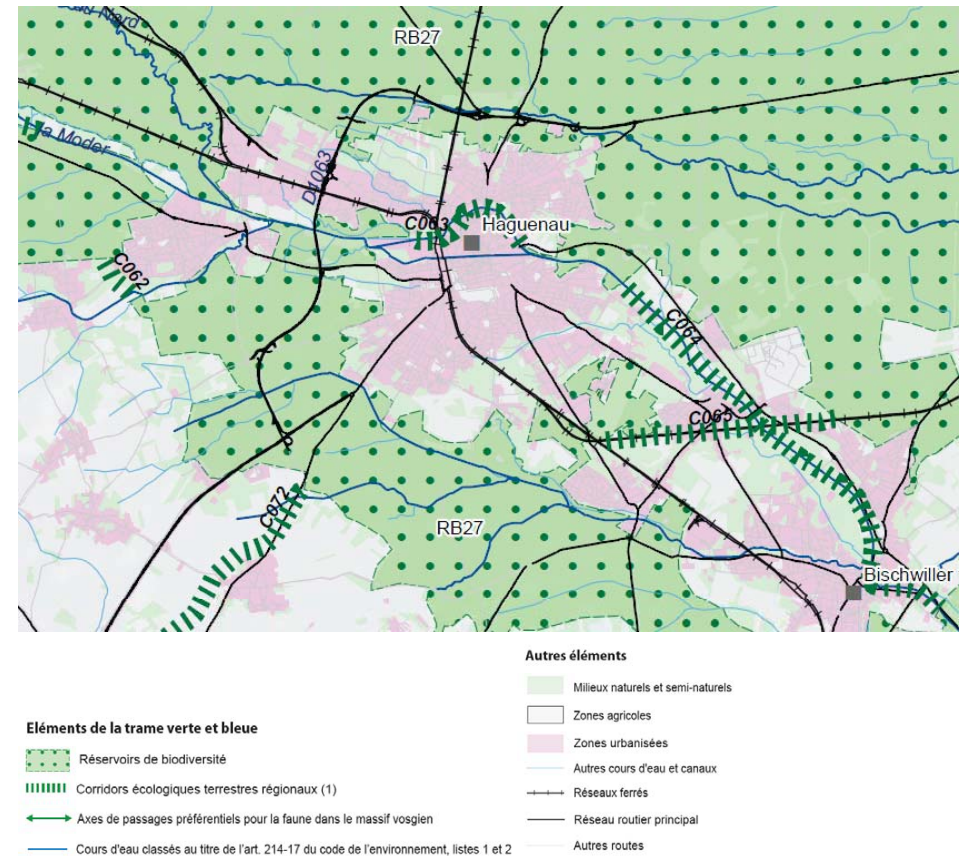 RB27
La Moder
D4063
C063
Haguenau
C062
C064
C065
C072
RB27
Bischwiller
Eléments de la trame verte et bleue
Réservoirs de biodiversité
Corridors écologiques terrestres régionaux (1)
Axes de passages préférentiels pour la faune dans le massif vosgien
Cours d'eau classés au titre de l'art. 214-17 du code de l'environnement, listes 1 et 2
Autres éléments
Milieux naturels et semi-naturels
Zones agricoles
Zones urbanisées
Autres cours d'eau et canaux
Réseaux ferrés
Réseau routier principal
Autres routes